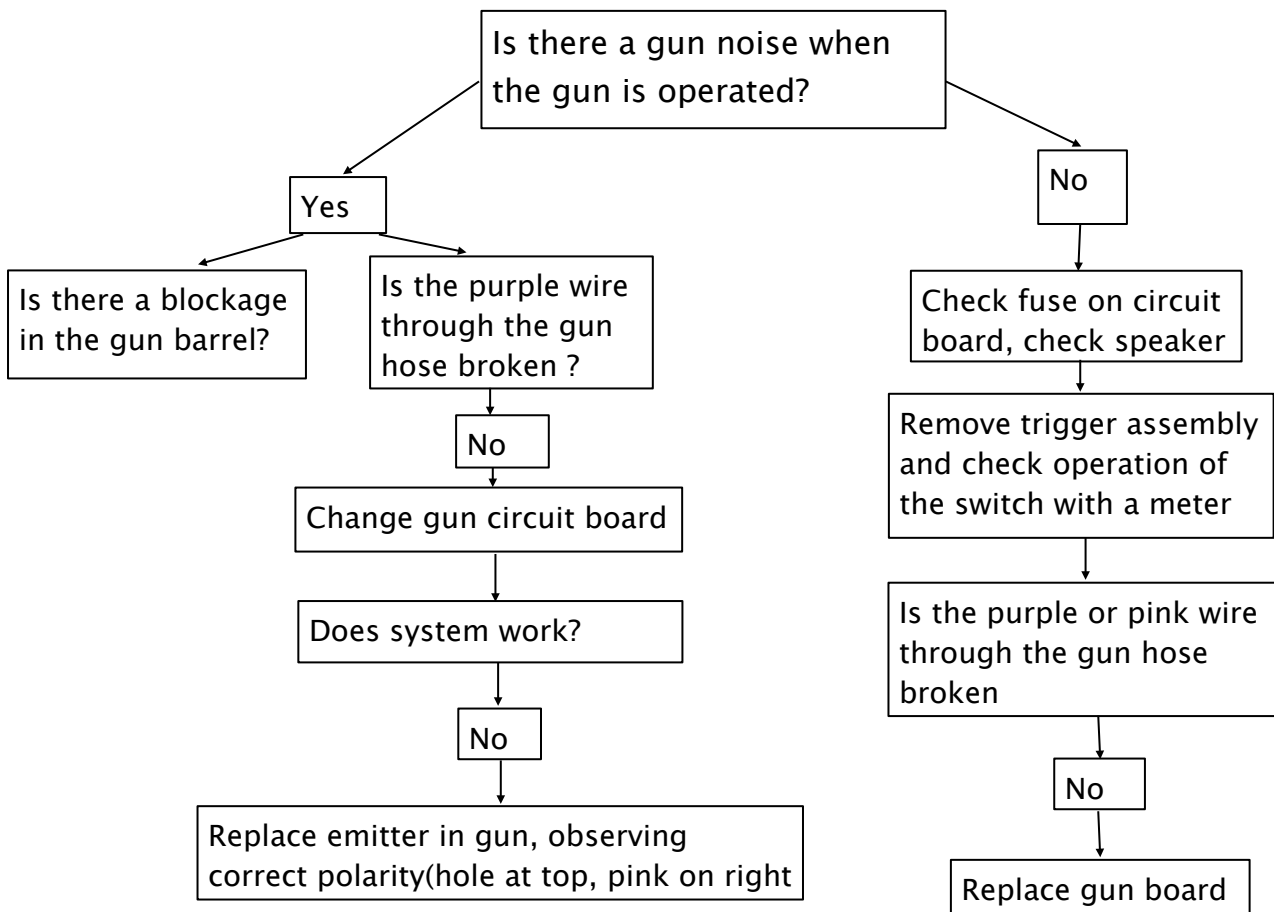 Is there a gun noise when
the gun is operated?
Yes
No
Is there a blockage
in the gun barrel?
Is the purple wire
through the gun
hose broken ?
No
Change gun circuit board
Does system work?
No
Replace emitter in gun, observing
correct polarity(hole at top, pink on right
Check fuse on circuit
board, check speaker
Remove trigger assembly
and check operation of
the switch with a meter
Is the purple or pink wire
through the gun hose
broken
No
Replace gun board